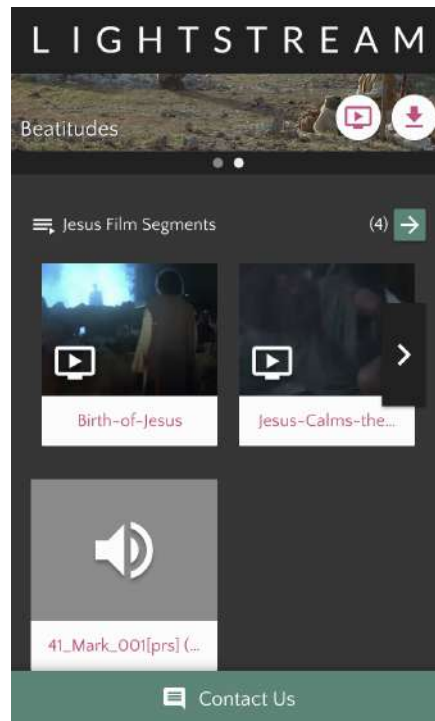 LIGHTSTREAM
Beatitudes
Jesus Film Segments (4)
Birth-of-Jesus
Jesus-Calms-the...
41_Mark_001[prs] (...
Contact Us